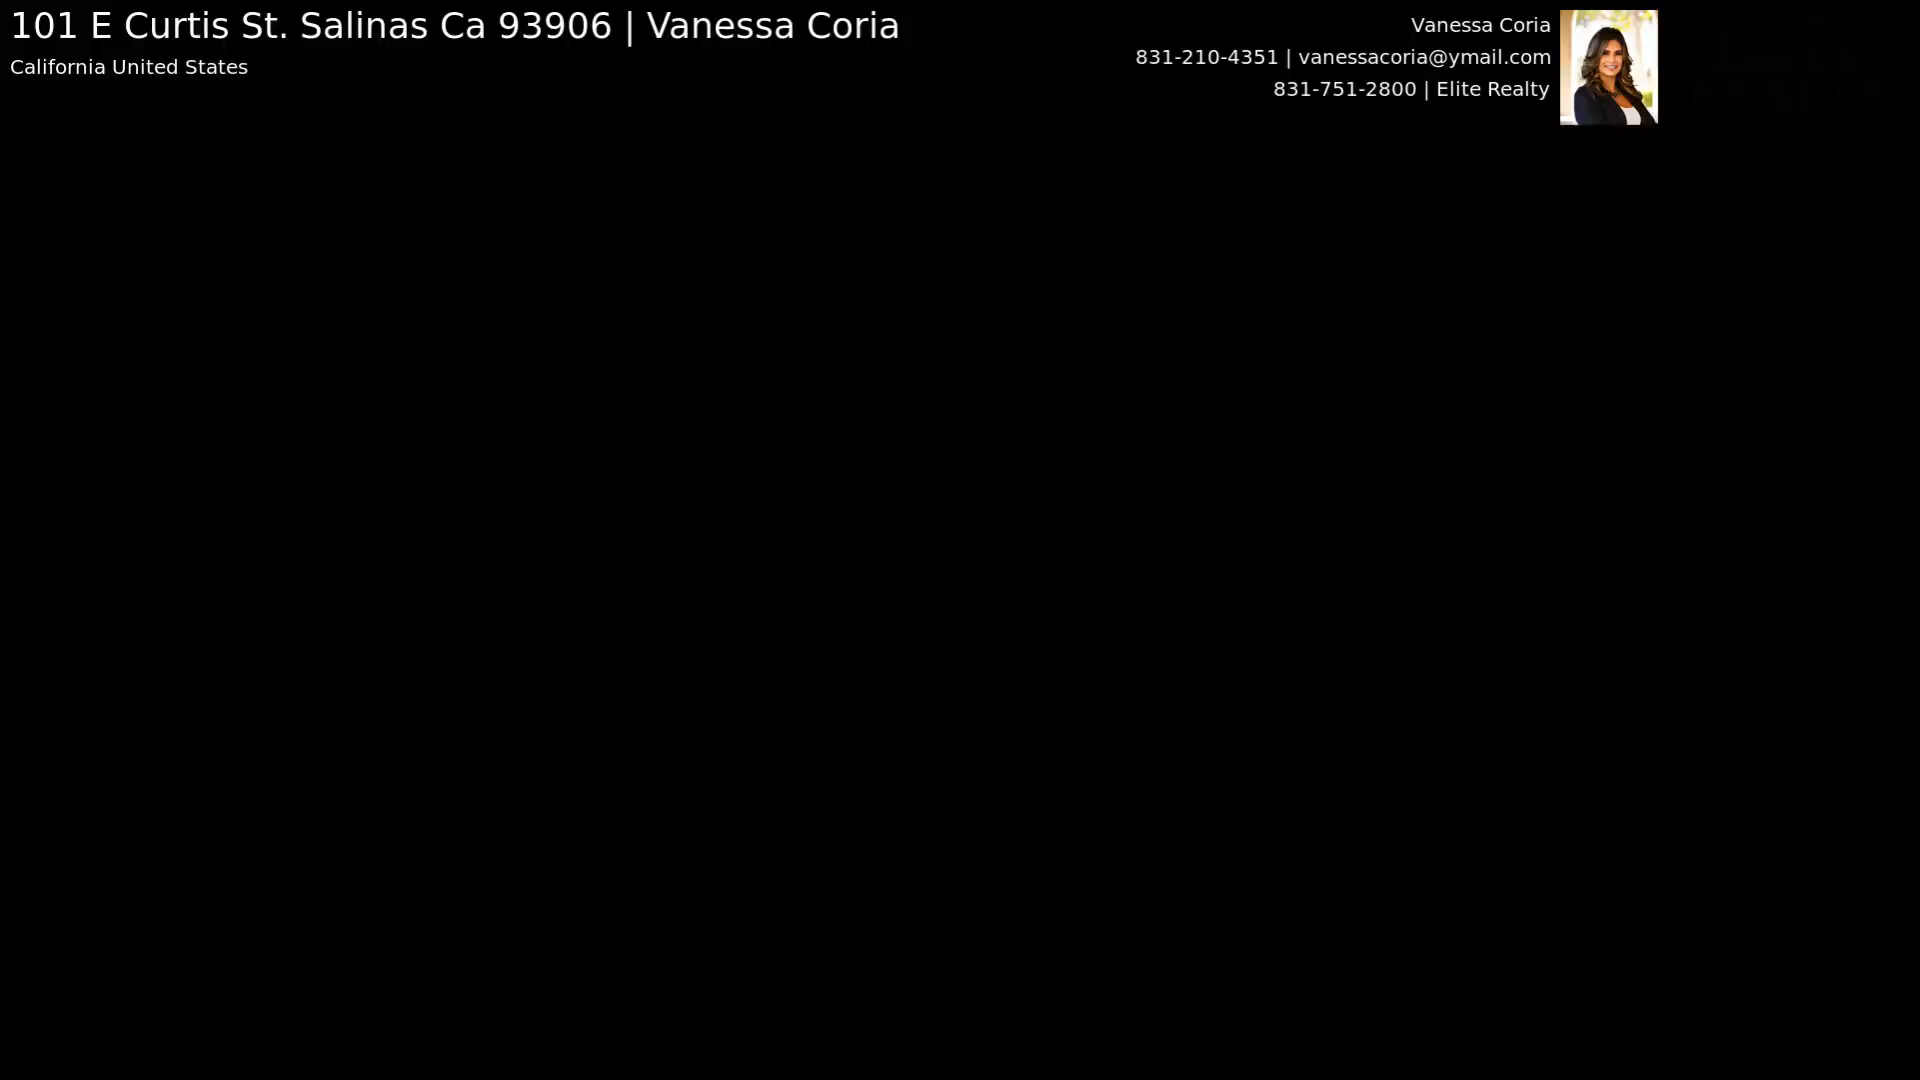 101 E Curtis St. Salinas Ca 93906 | Vanessa Coria
California United States
Vanessa Coria
831-210-4351 | vanessacoria@ymail.com
831-751-2800 | Elite Realty